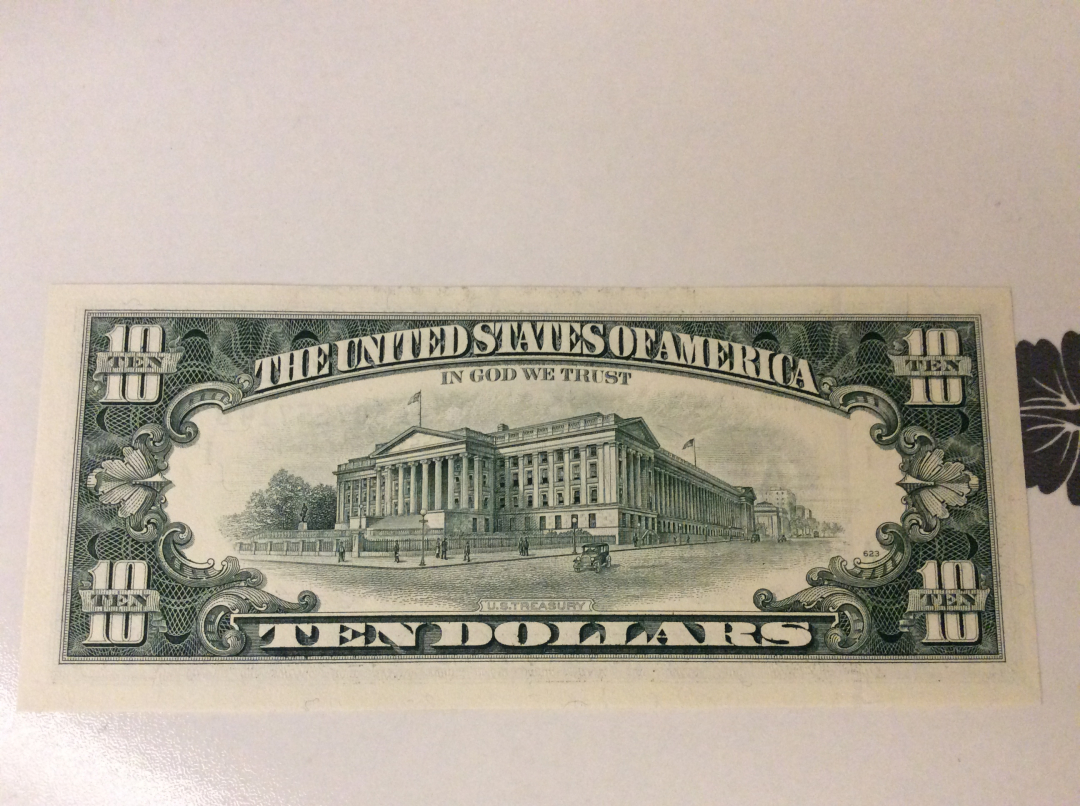 10 TEN 10
THE UNITED STATES OF AMERICA
10 TEN 10
IN GOD WE TRUST
623
10 TEN 10
U.S. TREASURY
10 TEN 10
TEN DOLLARS